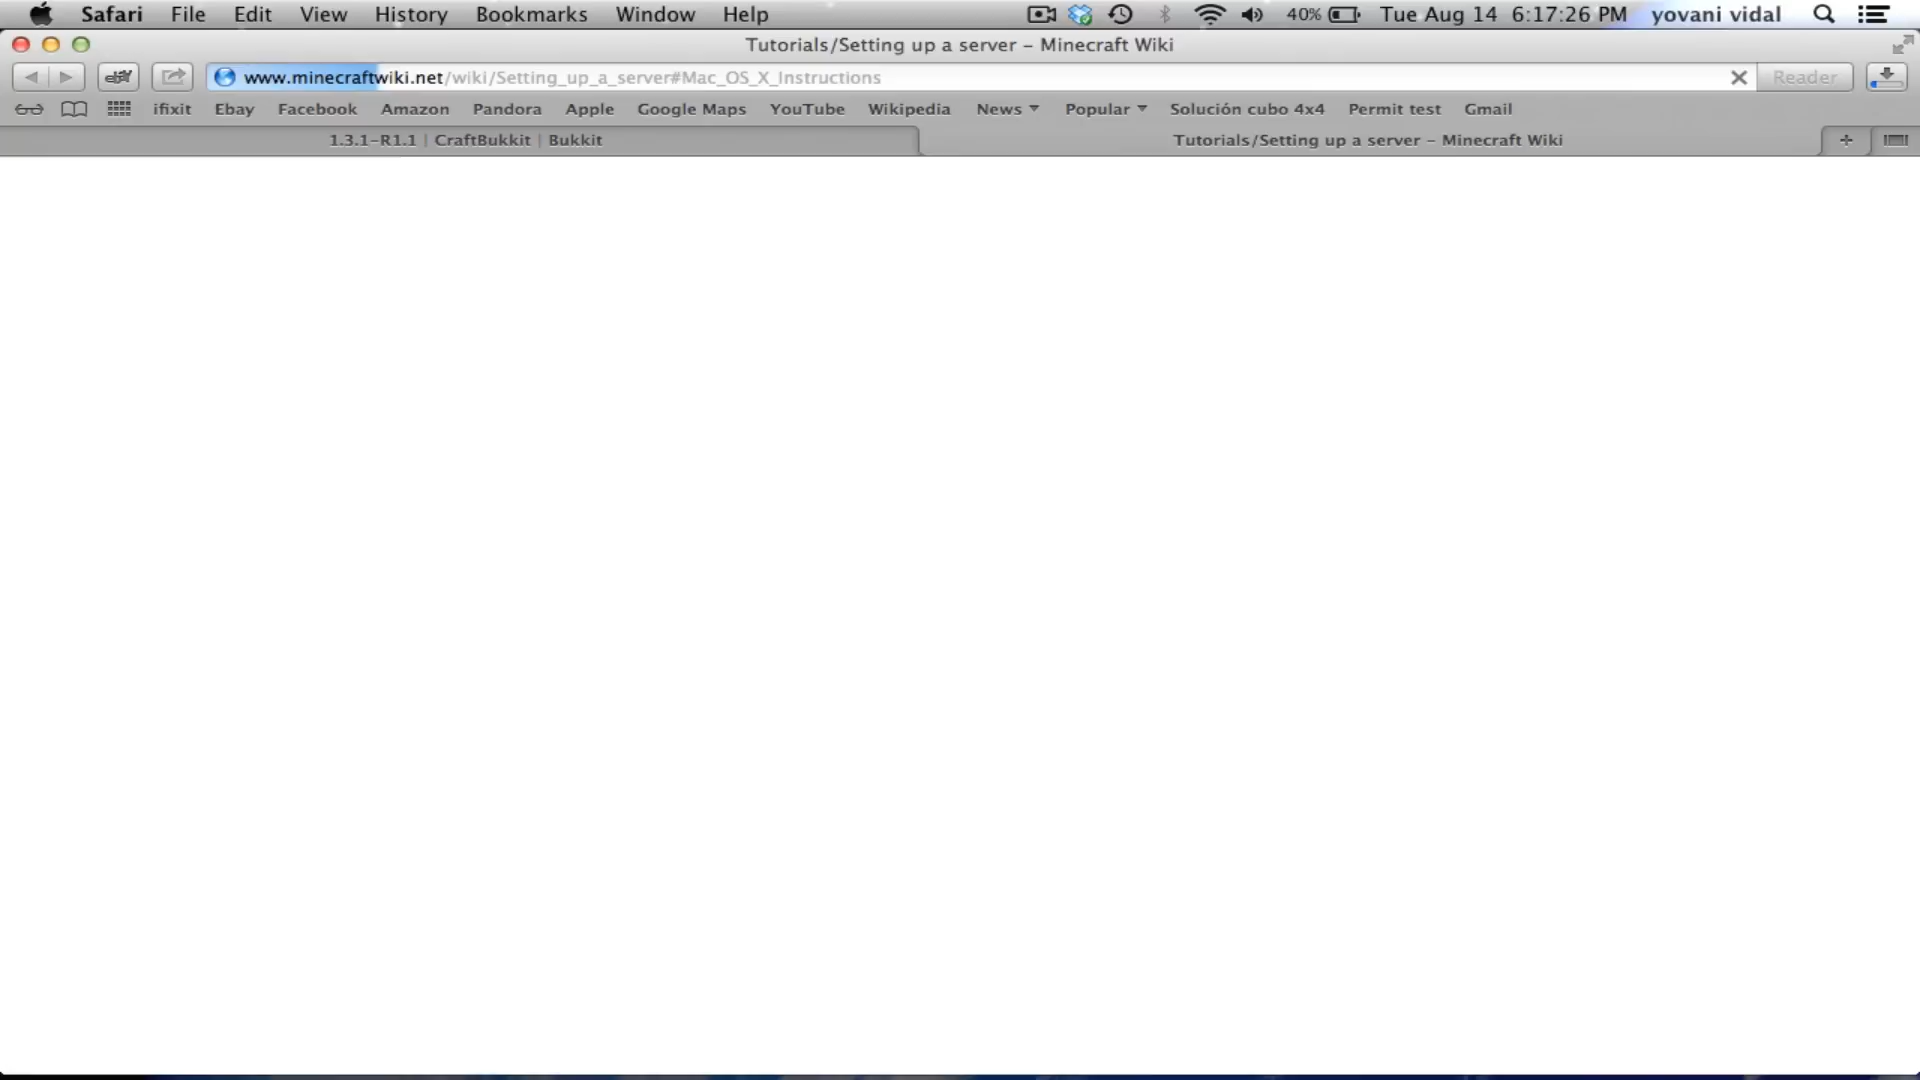 Safari File Edit View History Bookmarks Window Help 40% Tue Aug 14 6:17:26 PM yovani vidal
Tutorials/Setting up a server – Minecraft Wiki
www.minecraftwiki.net/wiki/Setting_up_a_server#Mac_OS_X_Instructions Reader
ifixit Ebay Facebook Amazon Pandora Apple Google Maps YouTube Wikipedia News Popular Solución cubo 4x4 Permit test Gmail
1.3.1-R1.1 | CraftBukkit | Bukkit Tutorials/Setting up a server – Minecraft Wiki